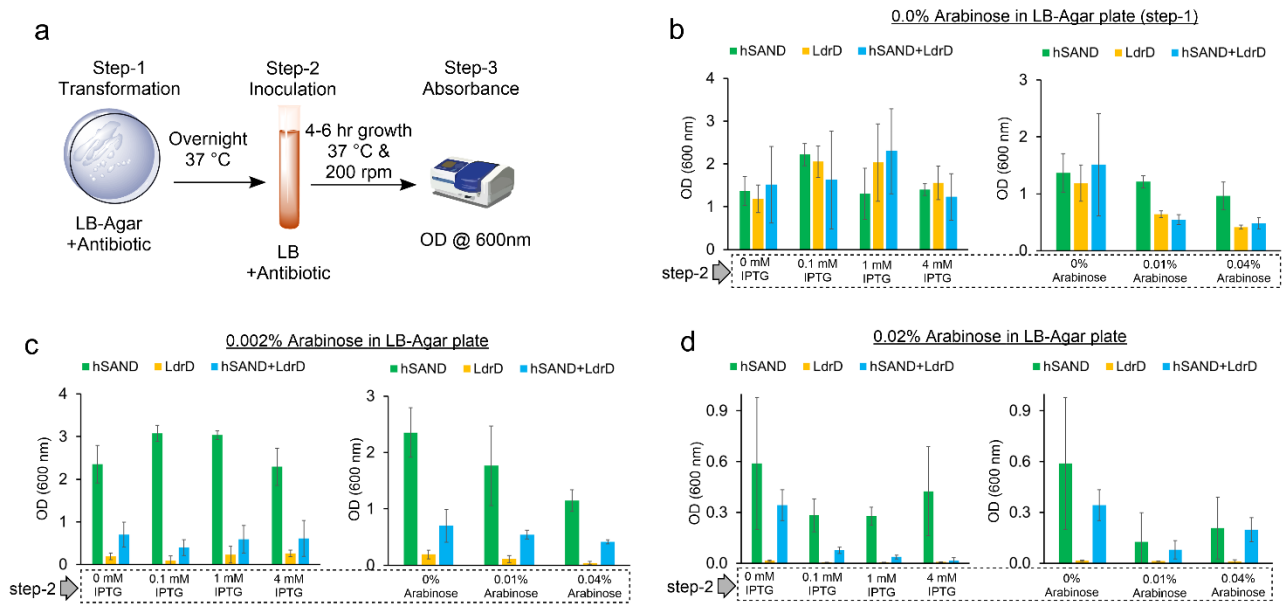 a
Step-1
Transformation
Overnight
37 °C
LB-Agar
+Antibiotic
Step-2
Inoculation
4-6 hr growth
37 °C &
200 rpm
LB
+Antibiotic
Step-3
Absorbance
OD @ 600nm
b
0.0% Arabinose in LB-Agar plate (step-1)
hSAND LdrD hSAND+LdrD
OD (600 nm)
4
3
2
1
0
0 mM 0.1 mM 1 mM 4 mM
IPTG IPTG IPTG IPTG
step-2
hSAND LdrD hSAND+LdrD
OD (600 nm)
3
2
1
0
0% 0.01% 0.04%
Arabinose Arabinose Arabinose
c
0.002% Arabinose in LB-Agar plate
hSAND LdrD hSAND+LdrD
OD (600 nm)
4
3
2
1
0
0 mM 0.1 mM 1 mM 4 mM
IPTG IPTG IPTG IPTG
step-2
hSAND LdrD hSAND+LdrD
OD (600 nm)
3
2
1
0
0% 0.01% 0.04%
Arabinose Arabinose Arabinose
d
0.02% Arabinose in LB-Agar plate
hSAND LdrD hSAND+LdrD
OD (600 nm)
0.9
0.6
0.3
0.0
0 mM 0.1 mM 1 mM 4 mM
IPTG IPTG IPTG IPTG
step-2
hSAND LdrD hSAND+LdrD
OD (600 nm)
0.9
0.6
0.3
0.0
0% 0.01% 0.04%
Arabinose Arabinose Arabinose